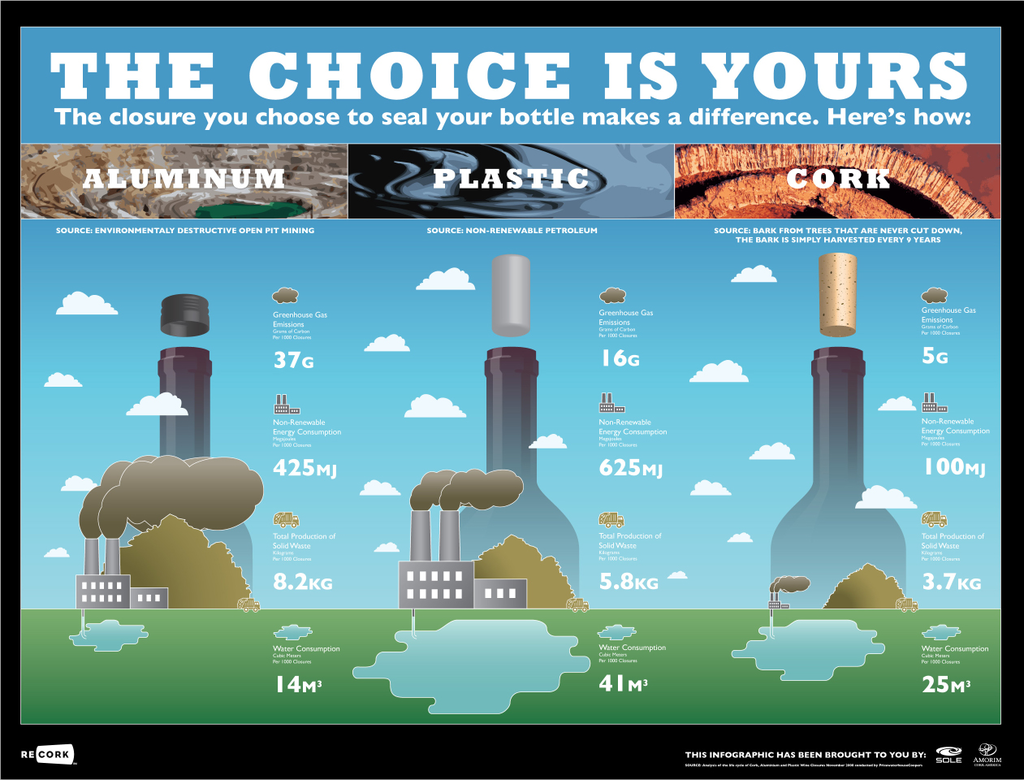 THE CHOICE IS YOURS
The closure you choose to seal your bottle makes a difference. Here's how:
ALUMINUM
PLASTIC
CORK
SOURCE: ENVIRONMENTALY DESTRUCTIVE OPEN PIT MINING
SOURCE: NON-RENEWABLE PETROLEUM
SOURCE: BARK FROM TREES THAT ARE NEVER CUT DOWN,
THE BARK IS SIMPLY HARVESTED EVERY 9 YEARS
Greenhouse Gas
Emissions
Grams of Carbon
Per 1000 Closures
37G
Non-Renewable
Energy Consumption
Megajoules
Per 1000 Closures
425MJ
Total Production of
Solid Waste
Kilograms
Per 1000 Closures
8.2KG
Water Consumption
Cubic Meters
Per 1000 Closures
14M³
Greenhouse Gas
Emissions
Grams of Carbon
Per 1000 Closures
16G
Non-Renewable
Energy Consumption
Megajoules
Per 1000 Closures
625MJ
Total Production of
Solid Waste
Kilograms
Per 1000 Closures
5.8KG
Water Consumption
Cubic Meters
Per 1000 Closures
41M³
Greenhouse Gas
Emissions
Grams of Carbon
Per 1000 Closures
5G
Non-Renewable
Energy Consumption
Megajoules
Per 1000 Closures
100MJ
Total Production of
Solid Waste
Kilograms
Per 1000 Closures
3.7KG
Water Consumption
Cubic Meters
Per 1000 Closures
25M³
RECORK
THIS INFOGRAPHIC HAS BEEN BROUGHT TO YOU BY:
SOLE
AMORIM
CORK AMERICA
SOURCE: Analysis of the life cycle of Cork, Aluminium and Plastic Wine Closures November 2008 conducted by PricewaterhouseCoopers